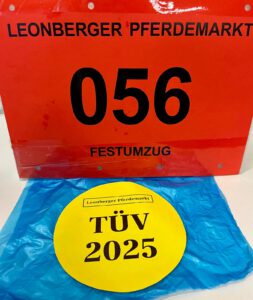 LEONBERGER PFERDEMARKT
056
FESTUMZUG
Leonberger Pferdemarkt
TÜV
2025